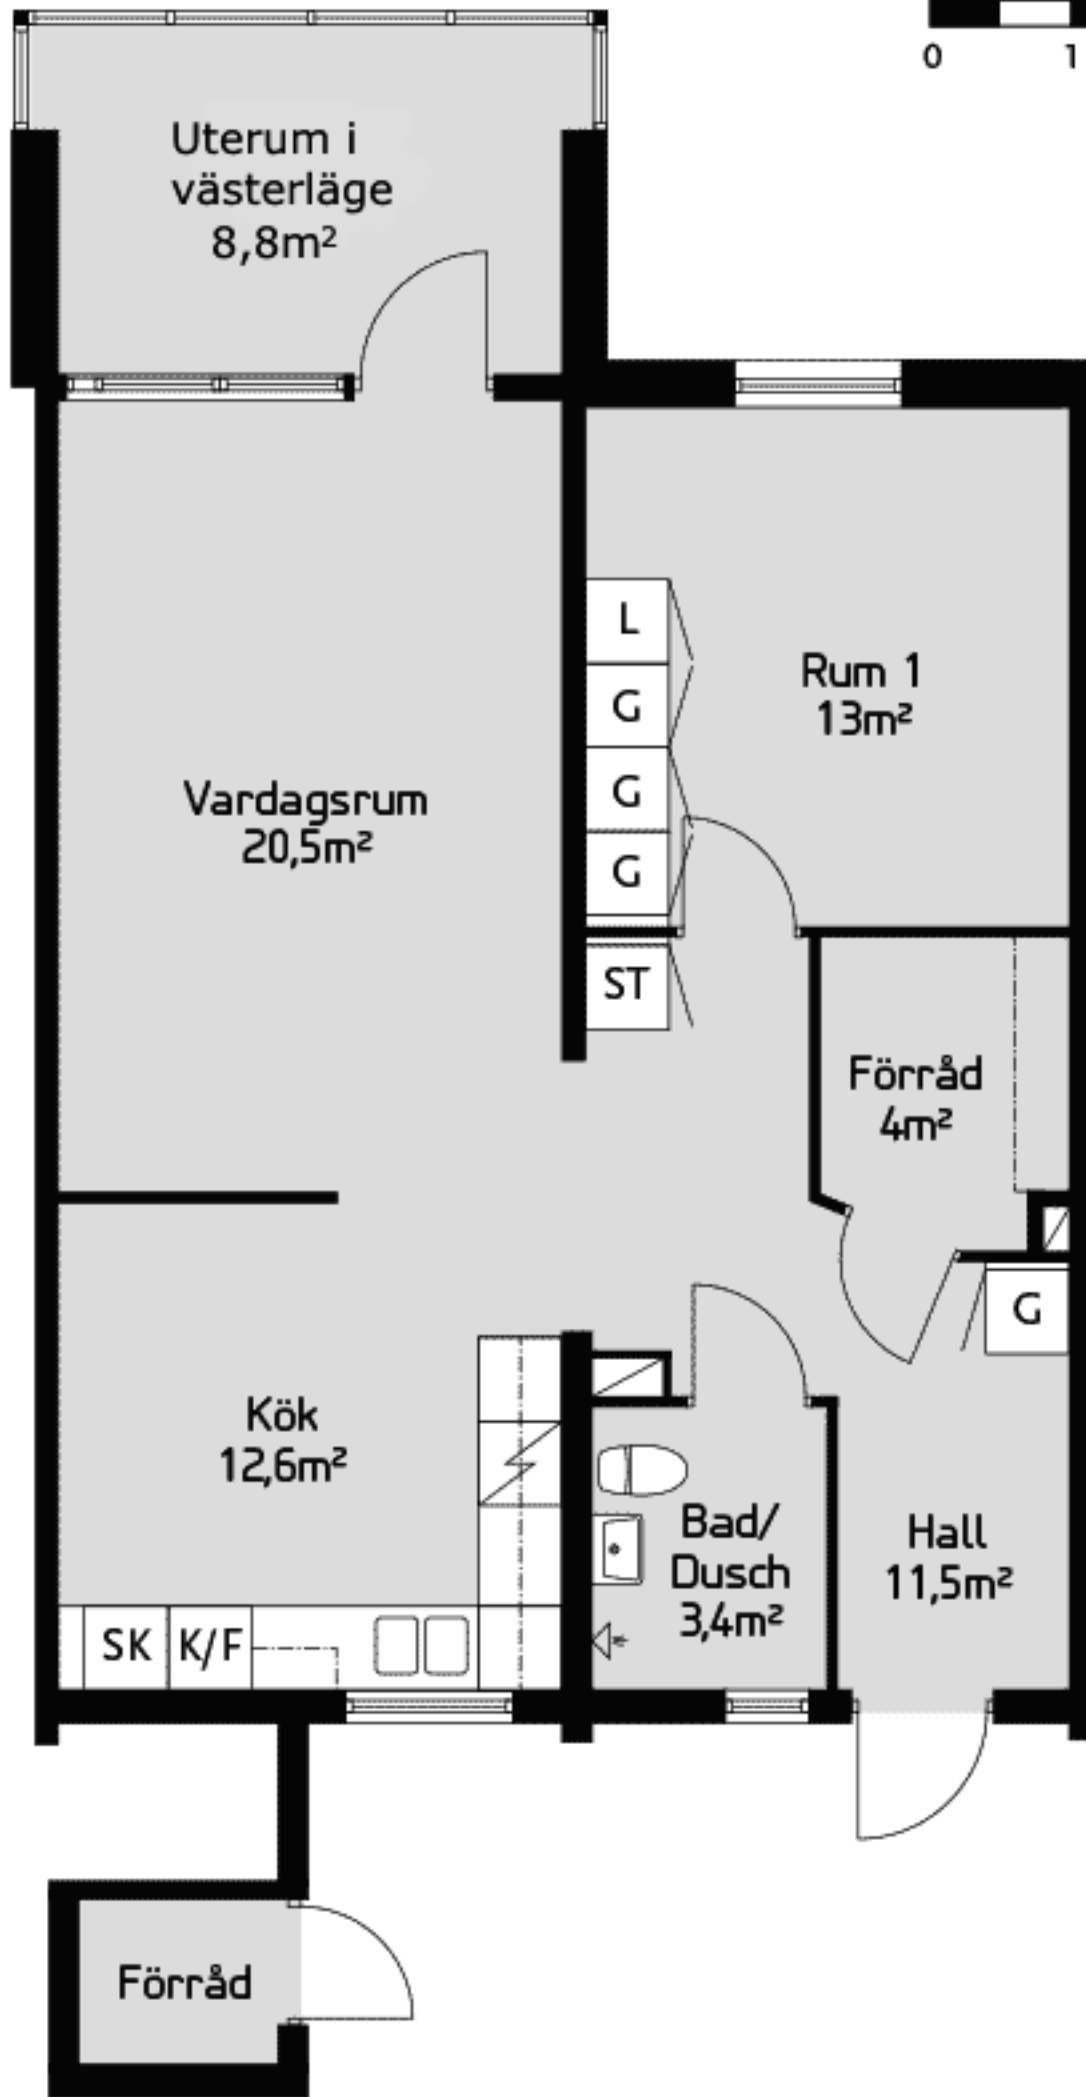 0 1
Uterum i
västerläge
8,8m²
L
G
G
G
Rum 1
13m²
Vardagsrum
20,5m²
ST
Förråd
4m²
G
Kök
12,6m²
Bad/
Dusch
3,4m²
Hall
11,5m²
SK K/F
Förråd